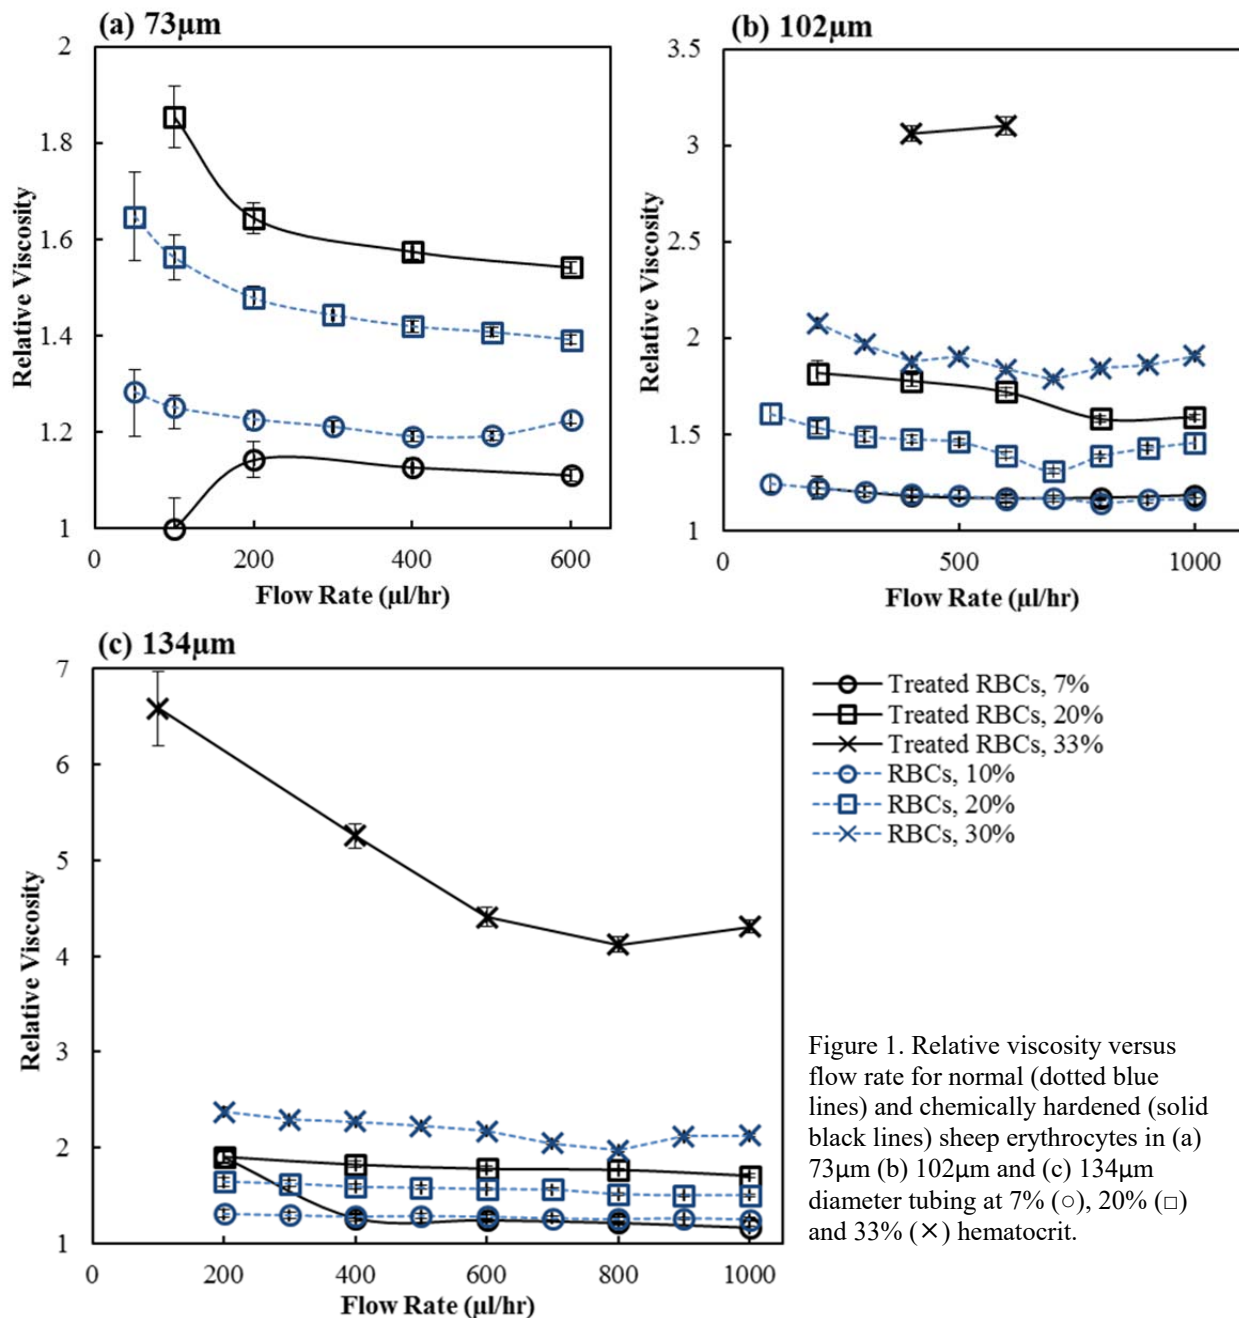 (a) 73µm
2
1.8
1.6
1.4
1.2
1
0
200
400
600
Relative Viscosity
Flow Rate (µl/hr)
(b) 102µm
3.5
3
2.5
2
1.5
1
0
500
1000
Relative Viscosity
Flow Rate (µl/hr)
(c) 134µm
7
6
5
4
3
2
1
0
200
400
600
800
1000
Relative Viscosity
Flow Rate (µl/hr)
Treated RBCs, 7%
Treated RBCs, 20%
Treated RBCs, 33%
RBCs, 10%
RBCs, 20%
RBCs, 30%
Figure 1. Relative viscosity versus
flow rate for normal (dotted blue
lines) and chemically hardened (solid
black lines) sheep erythrocytes in (a)
73µm (b) 102µm and (c) 134µm
diameter tubing at 7% (○), 20% (□)
and 33% (×) hematocrit.